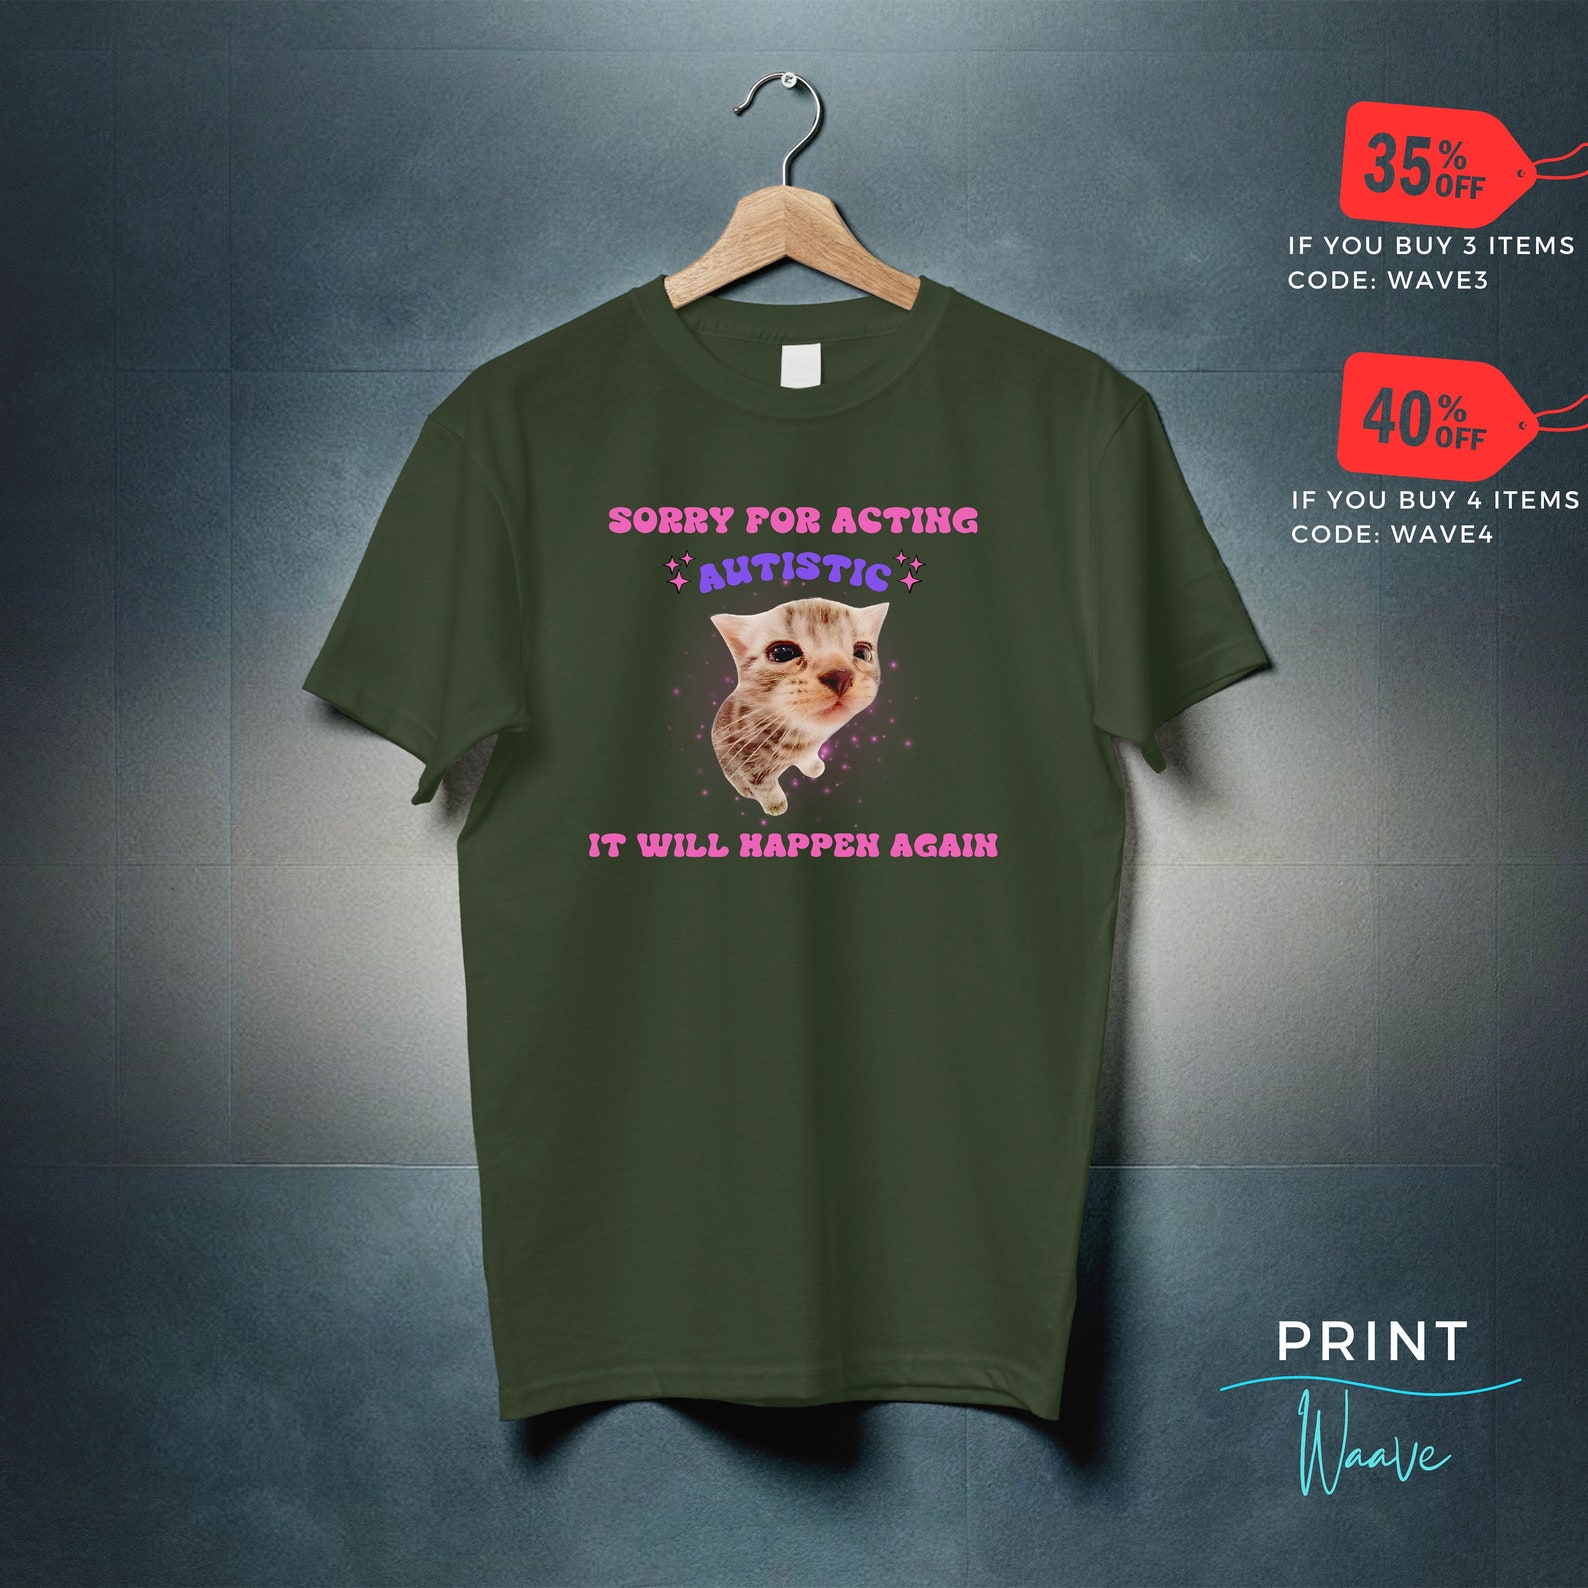 SORRY FOR ACTING
AUTISTIC
IT WILL HAPPEN AGAIN
35% OFF
IF YOU BUY 3 ITEMS
CODE: WAVE3
40% OFF
IF YOU BUY 4 ITEMS
CODE: WAVE4
PRINT
Waave